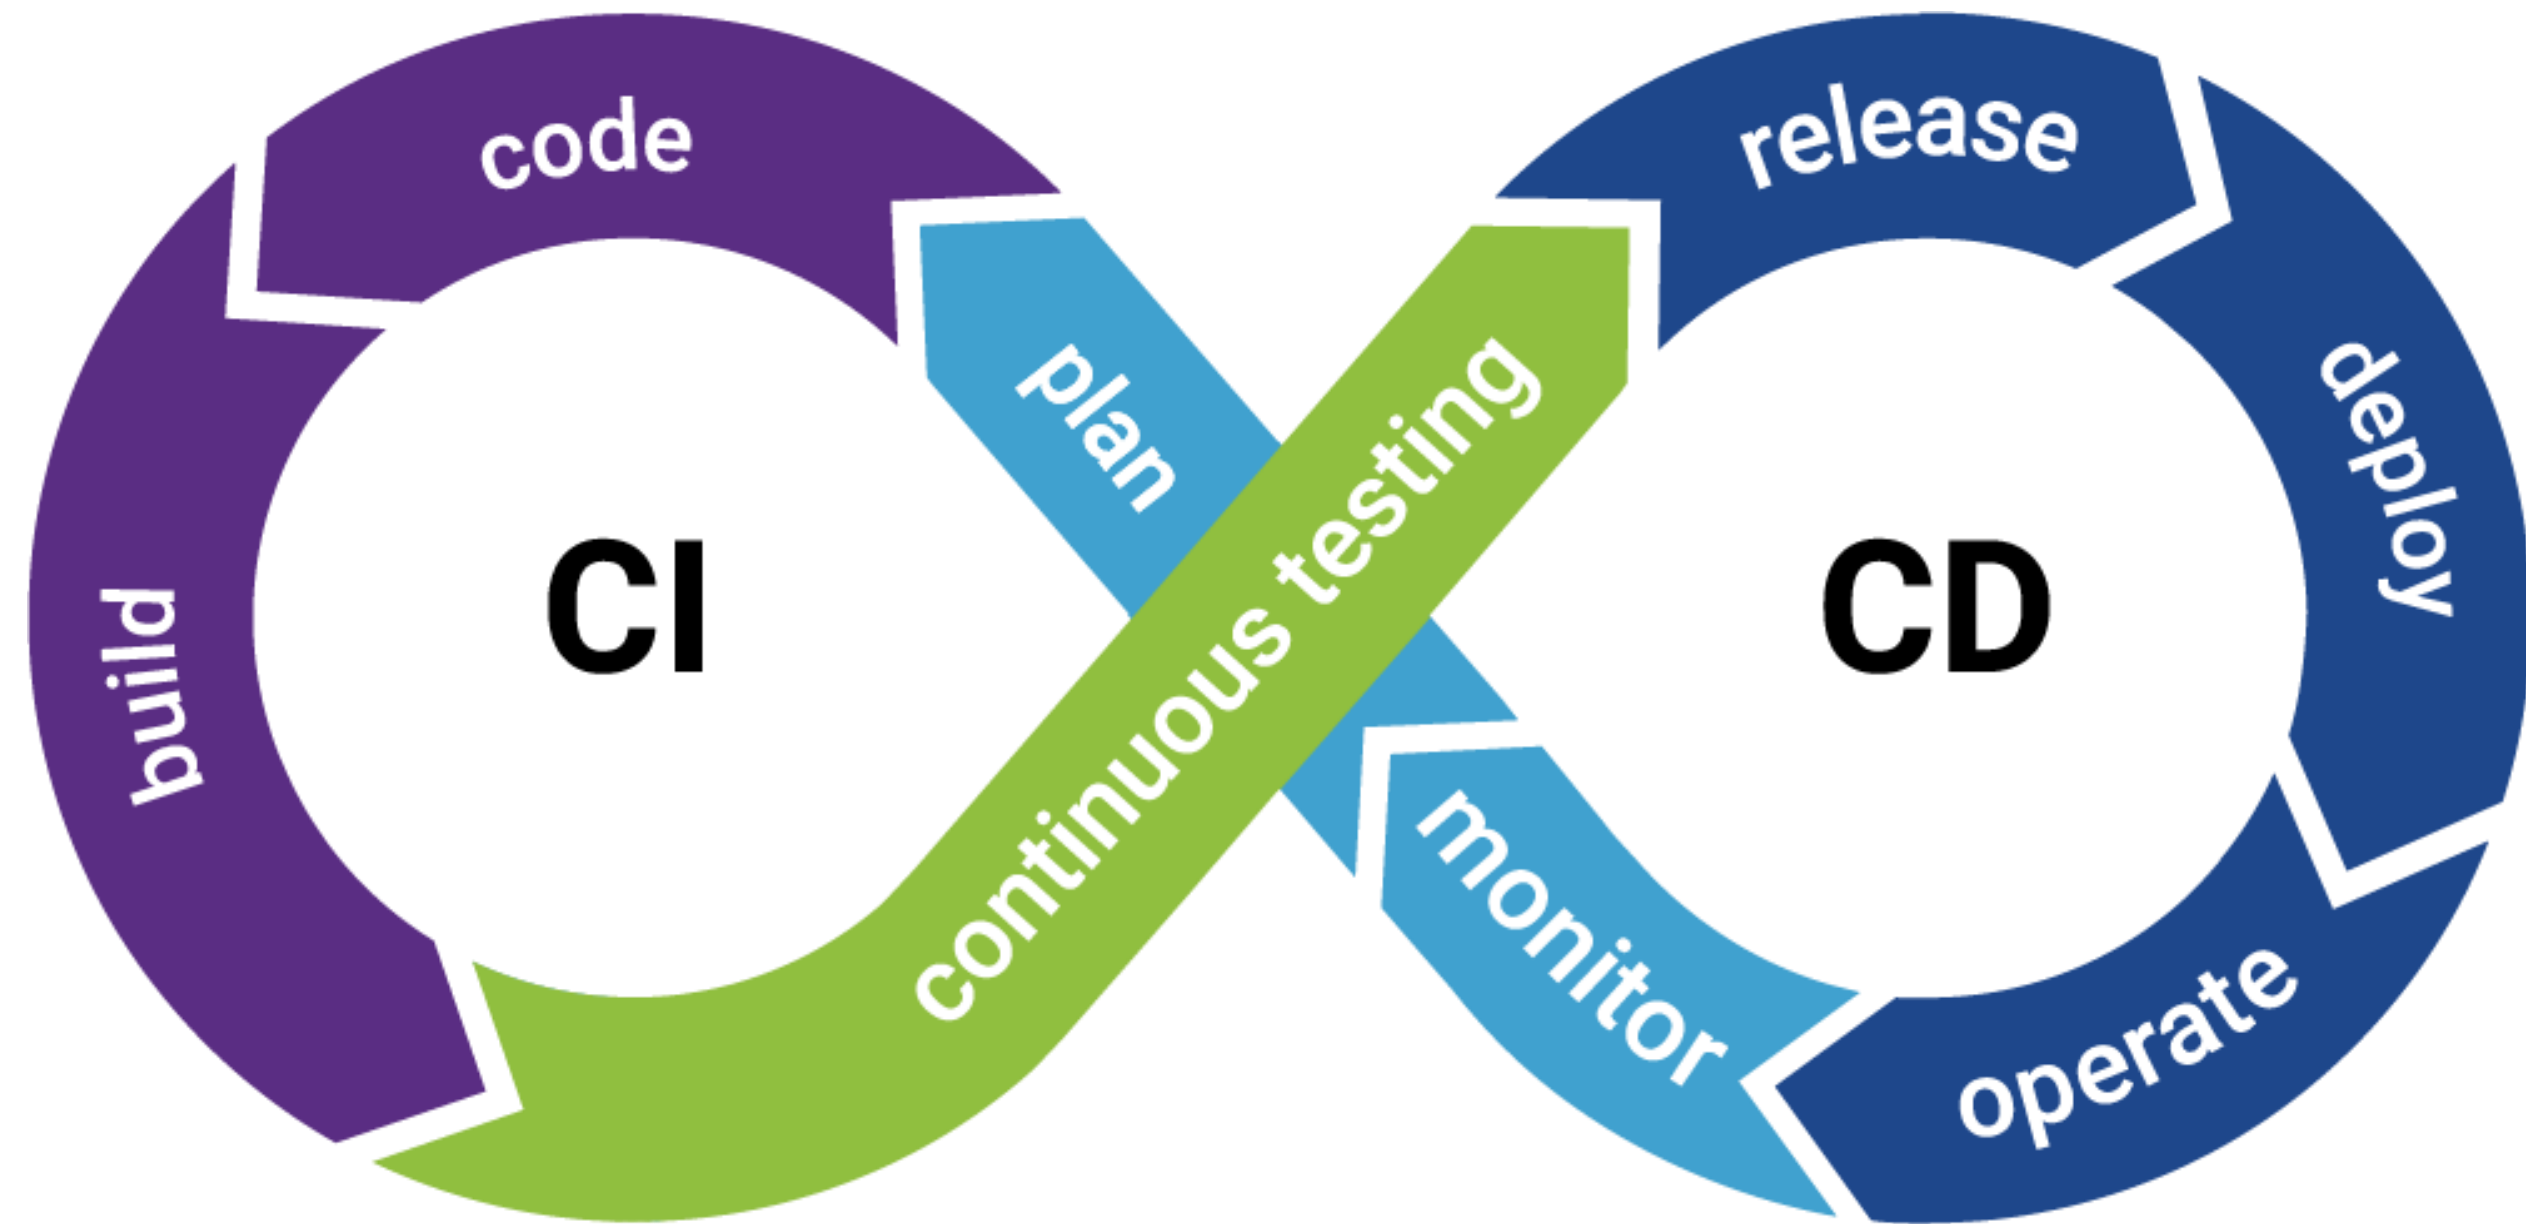 code
release
plan
continuous testing
deploy
CI
CD
build
monitor
operate